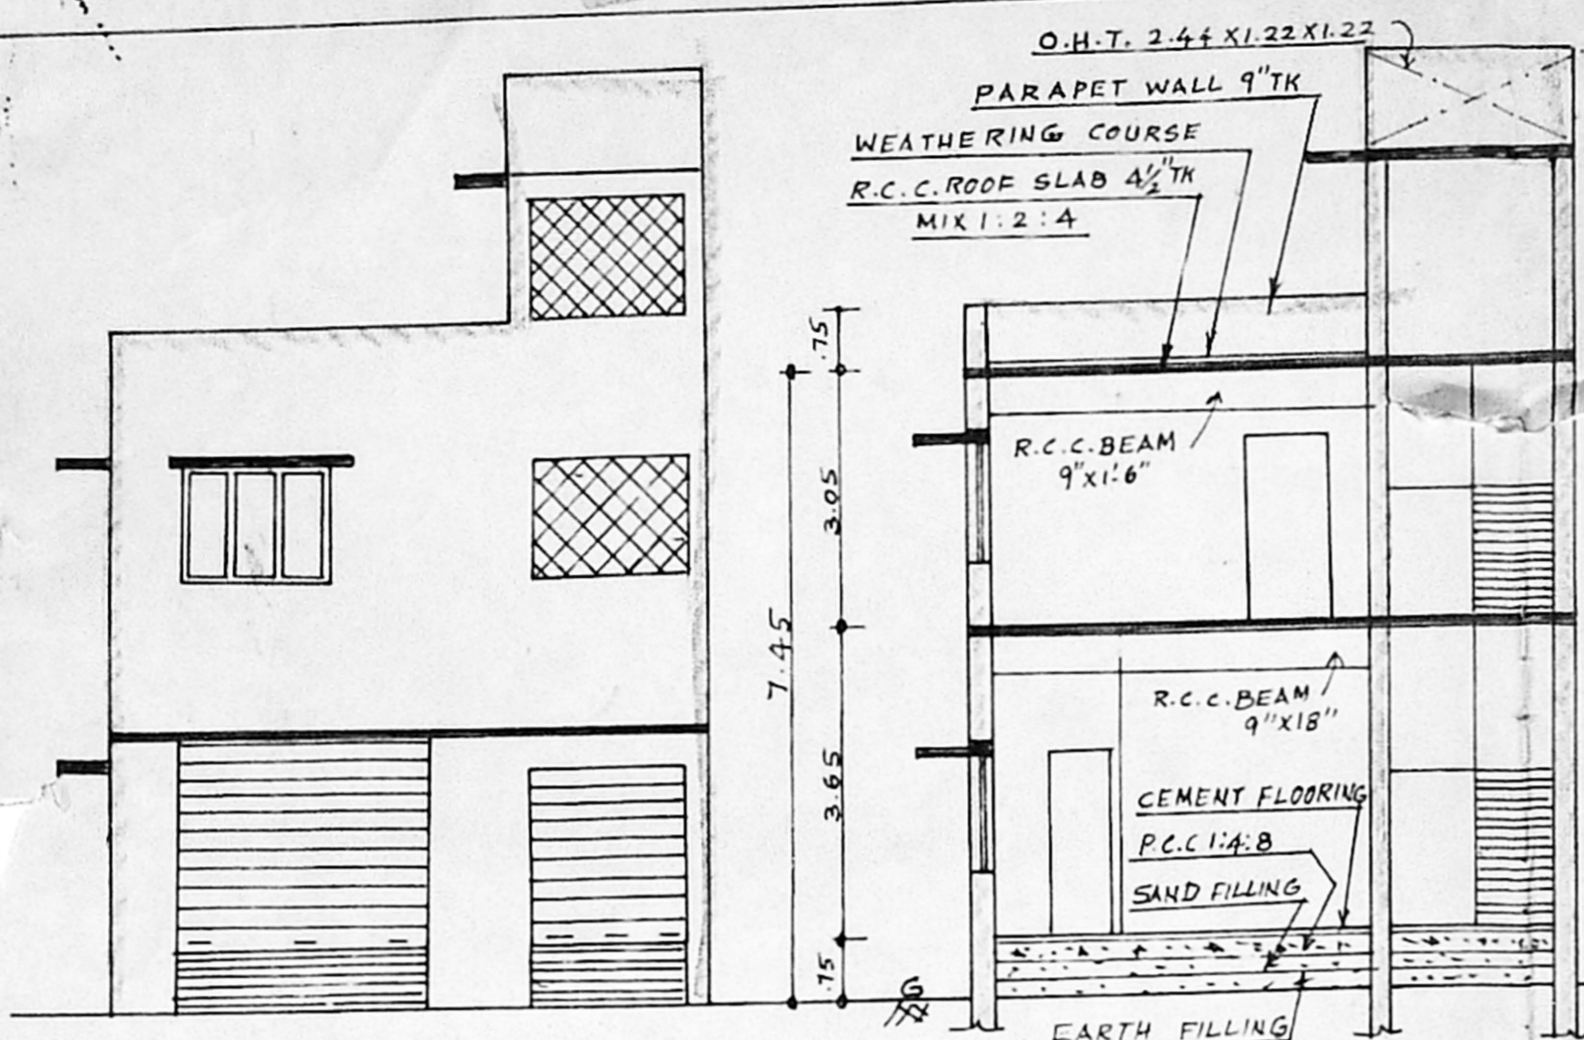 O.H.T. 2.44 X1.22X1.22
PARAPET WALL 9"TK
WEATHERING COURSE
R.C.C. ROOF SLAB 4½"TK
MIX 1:2:4
.75
3.05
7.45
3.65
.75
R.C.C. BEAM
9"X1'.6"
R.C.C. BEAM
9"X18"
CEMENT FLOORING
P.C.C 1:4:8
SAND FILLING
G
EARTH FILLING